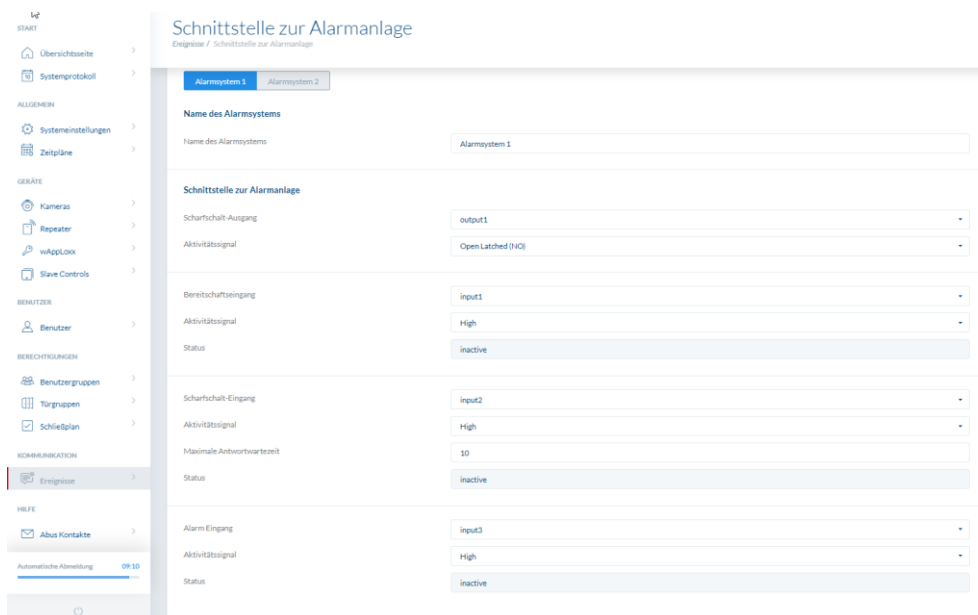 START
Übersichtsseite
Systemprotokoll
ALLGEMEIN
Systemeinstellungen
Zeitpläne
GERÄTE
Kameras
Repeater
wAppLoxx
Slave Controls
BENUTZER
Benutzer
BERECHTIGUNGEN
Benutzergruppen
Türgruppen
Schließplan
KOMMUNIKATION
Ereignisse
HILFE
Abus Kontakte
Automatische Abmeldung 09:10
Schnittstelle zur Alarmanlage
Ereignisse / Schnittstelle zur Alarmanlage
Alarmsystem 1 Alarmsystem 2
Name des Alarmsystems
Name des Alarmsystems Alarmsystem 1
Schnittstelle zur Alarmanlage
Scharfschalt-Ausgang output1
Aktivitätssignal Open Latched (NO)
Bereitschaftseingang input1
Aktivitätssignal High
Status inactive
Scharfschalt-Eingang input2
Aktivitätssignal High
Maximale Antwortwartezeit 10
Status inactive
Alarm Eingang input3
Aktivitätssignal High
Status inactive